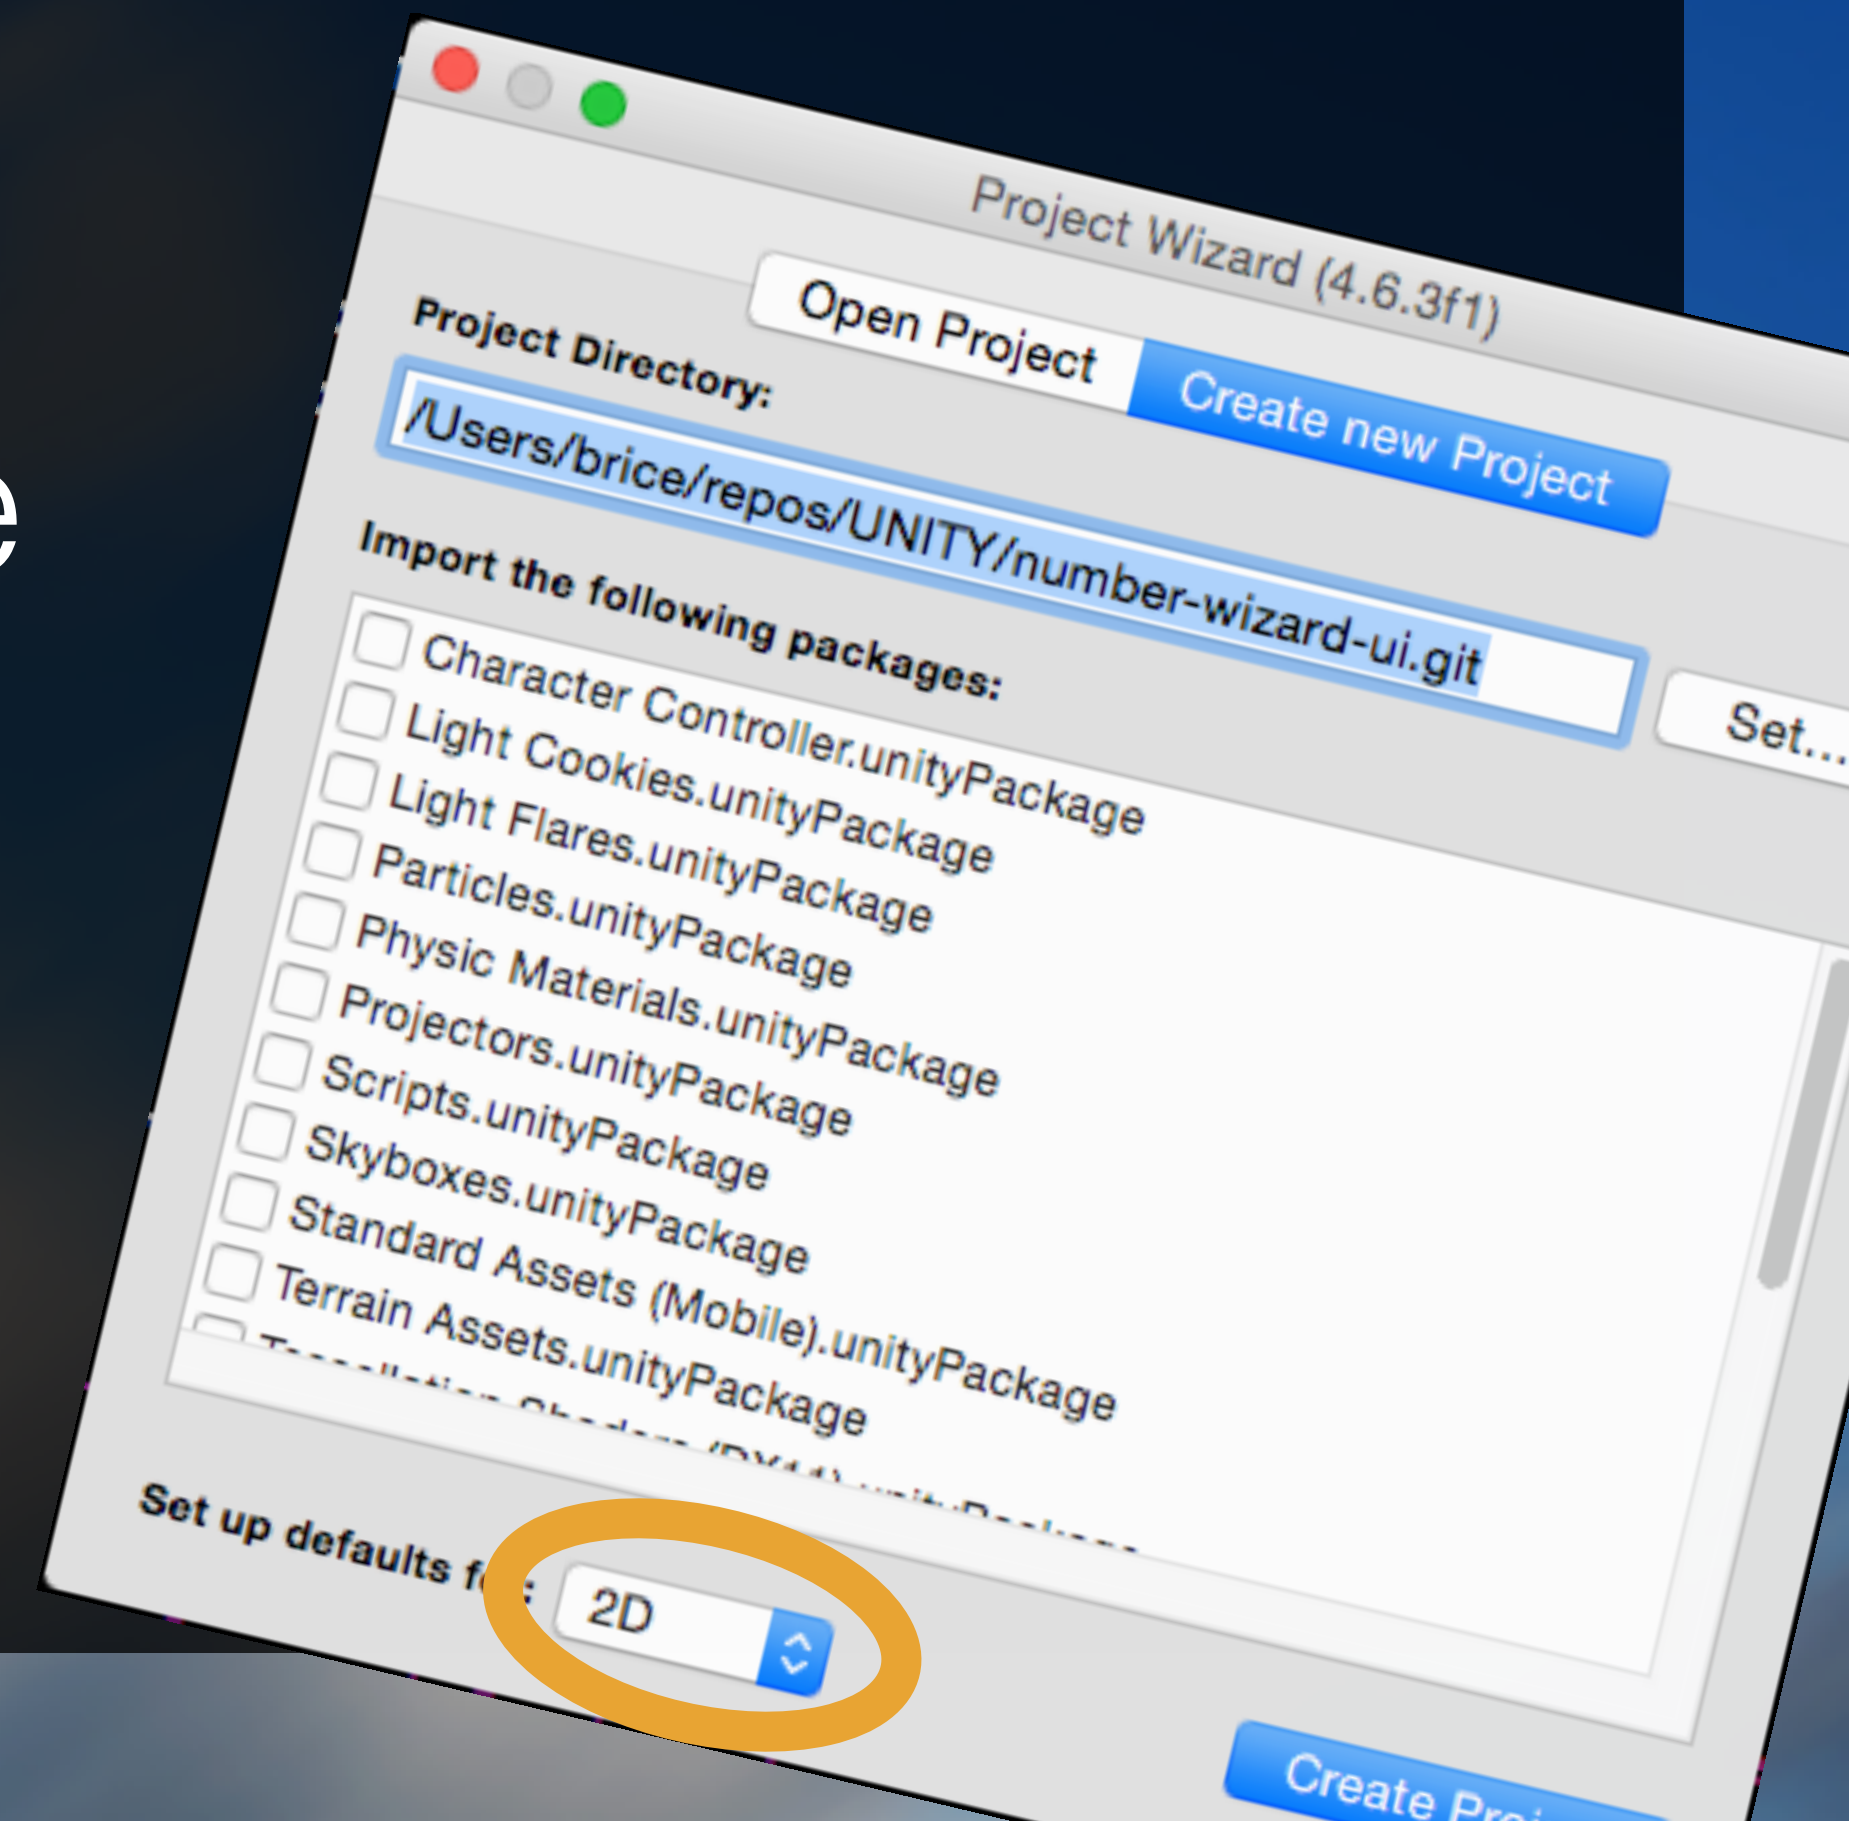 e
Project Wizard (4.6.3f1)
Open Project Create new Project
Project Directory:
/Users/brice/repos/UNITY/number-wizard-ui.git
Set...
Import the following packages:
Character Controller.unityPackage
Light Cookies.unityPackage
Light Flares.unityPackage
Particles.unityPackage
Physic Materials.unityPackage
Projectors.unityPackage
Scripts.unityPackage
Skyboxes.unityPackage
Standard Assets (Mobile).unityPackage
Terrain Assets.unityPackage
Set up defaults for: 2D
Create